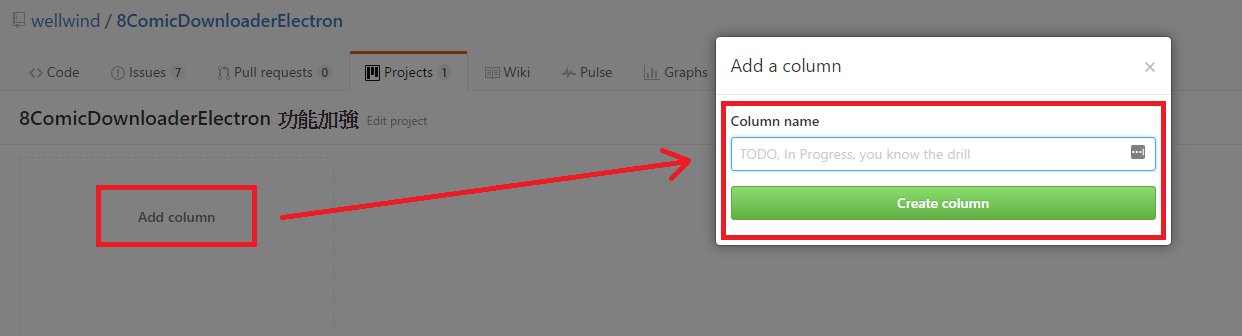 wellwind / 8ComicDownloaderElectron
Code Issues 7 Pull requests 0 Projects 1 Wiki Pulse Graphs
8ComicDownloaderElectron 功能加強 Edit project
Add column
Add a column ×
Column name
TODO, In Progress, you know the drill
Create column